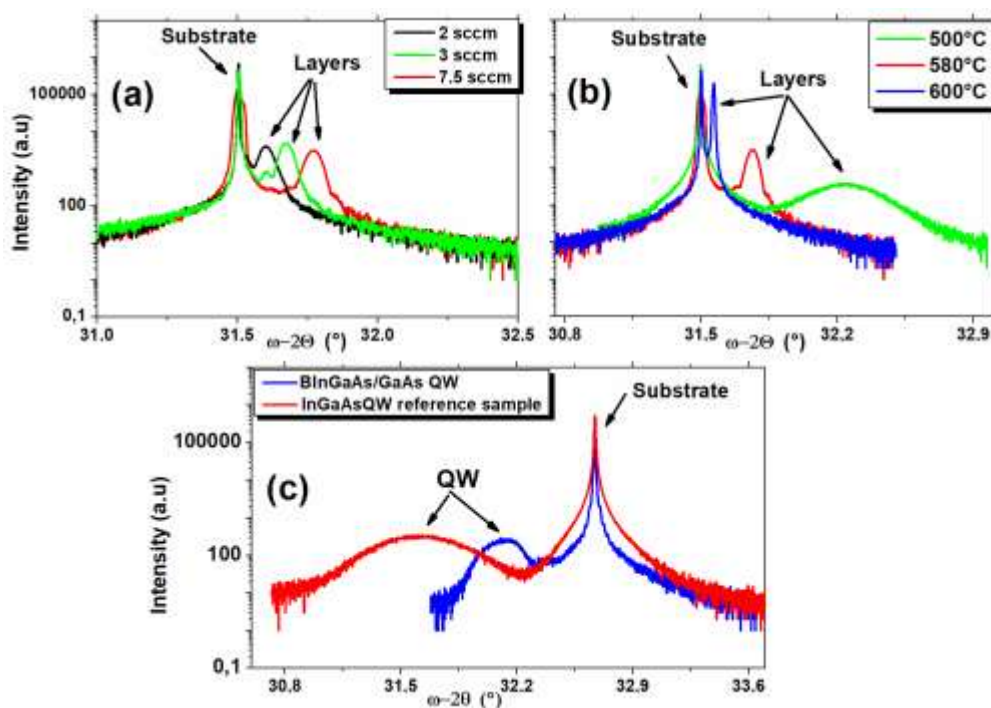 Substrate
2 sccm
3 sccm
7.5 sccm
Layers
(a)
100000
100
0,1
Intensity (a.u)
31.0
31.5
32.0
32.5
ω−2Θ (°)
Substrate
500°C
580°C
600°C
Layers
(b)
Intensity (a.u)
30.8
31.5
32.2
32.9
ω−2Θ (°)
BInGaAs/GaAs QW
InGaAsQW reference sample
Substrate
QW
(c)
100000
100
0,1
Intensity (a.u)
30.8
31.5
32.2
32.9
33.6
ω−2θ (°)